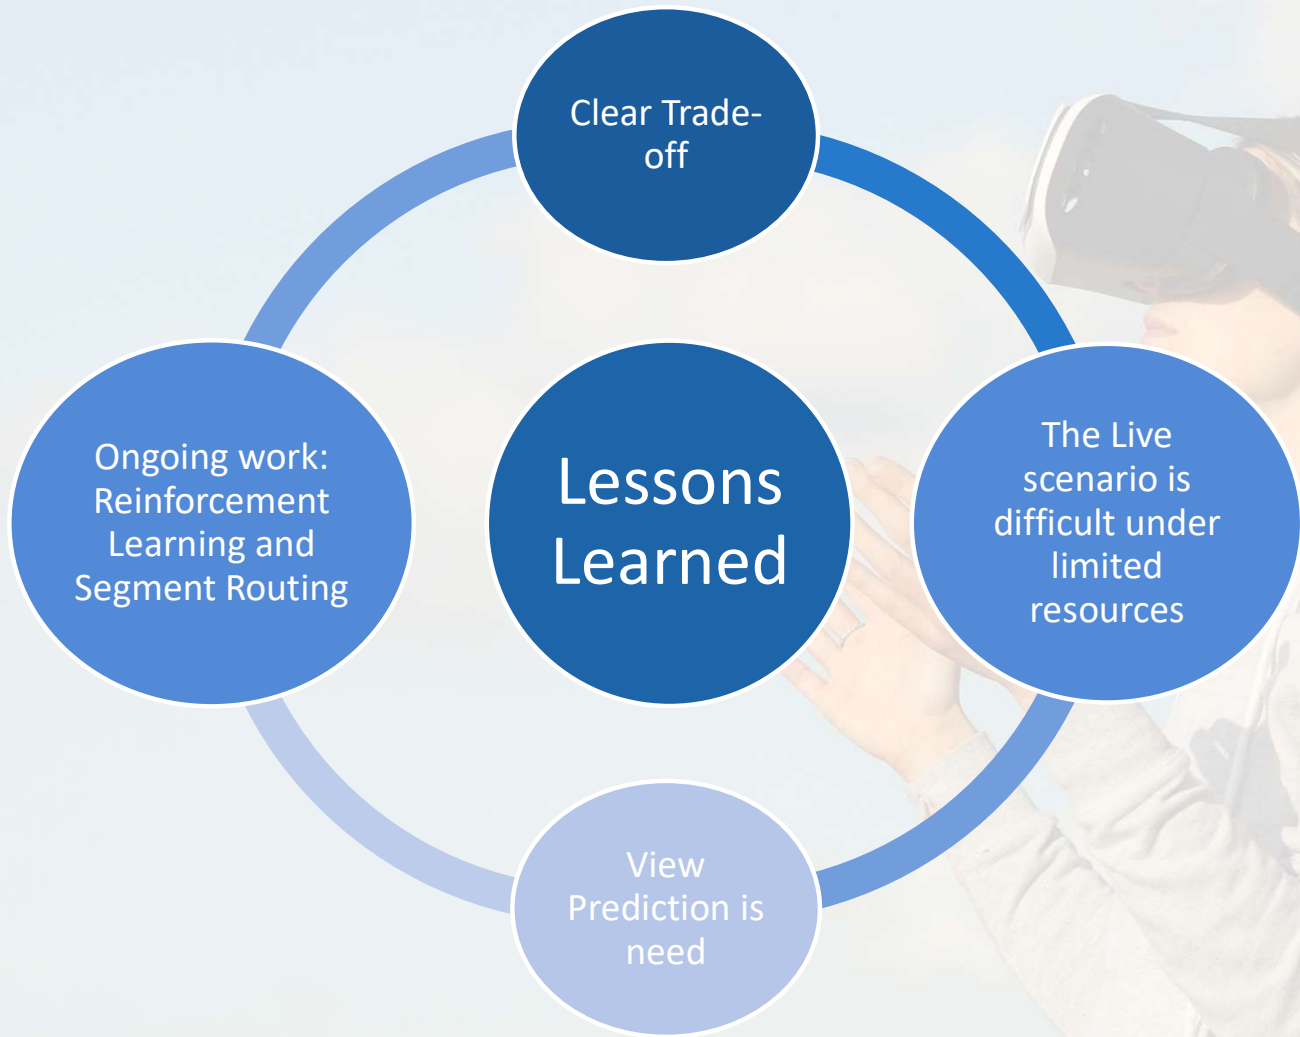 Clear Trade-
off
Lessons
Learned
The Live
scenario is
difficult under
limited
resources
View
Prediction is
need
Ongoing work:
Reinforcement
Learning and
Segment Routing